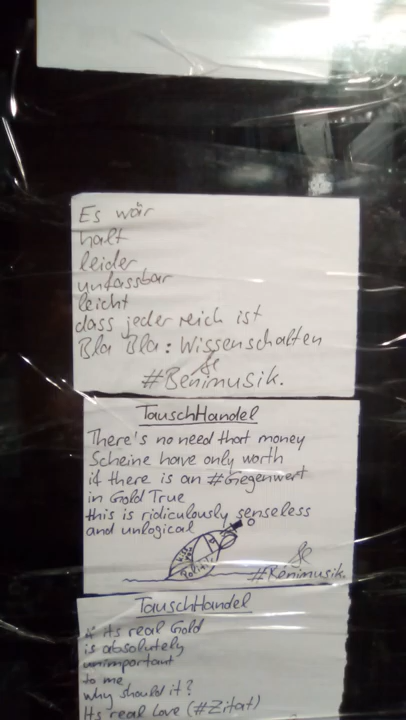 Es wär
halt
leider
unfassbar
leicht
dass jeder reich ist
Bla Bla: Wissenschaften
#Benimusik.
TauschHandel
There's no need that money
Scheine have only worth
if there is an #Gegenwert
in Gold True
this is ridiculously senseless
and unlogical
#Benimusik.
TauschHandel
if its real Gold
is absolutely
unimportant
to me
why should it?
Its real Love (#Zitat)